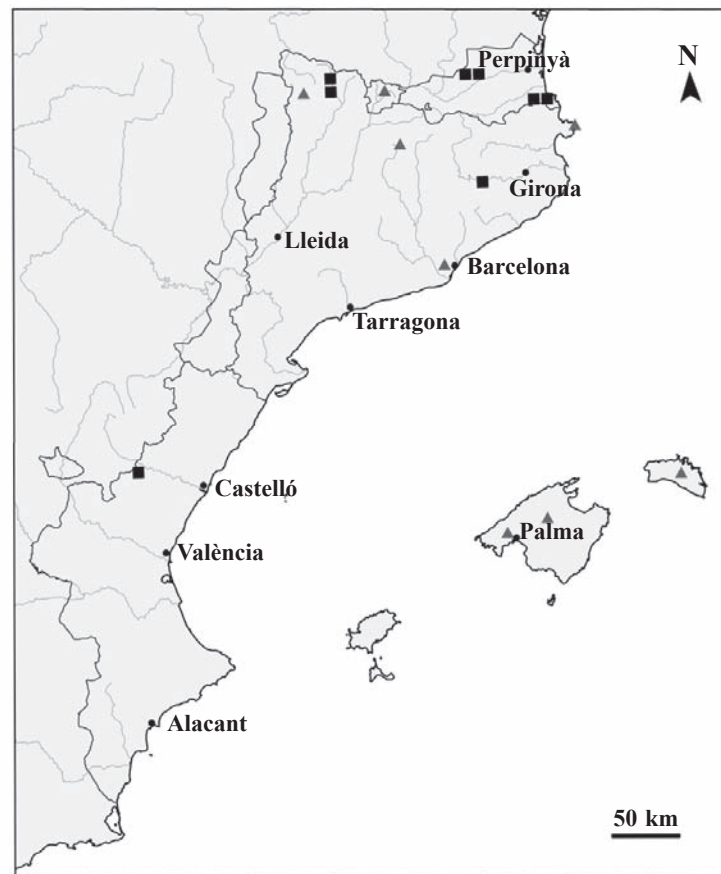 Perpinyà
N
Girona
Lleida
Barcelona
Tarragona
Castelló
Palma
València
Alacant
50 km